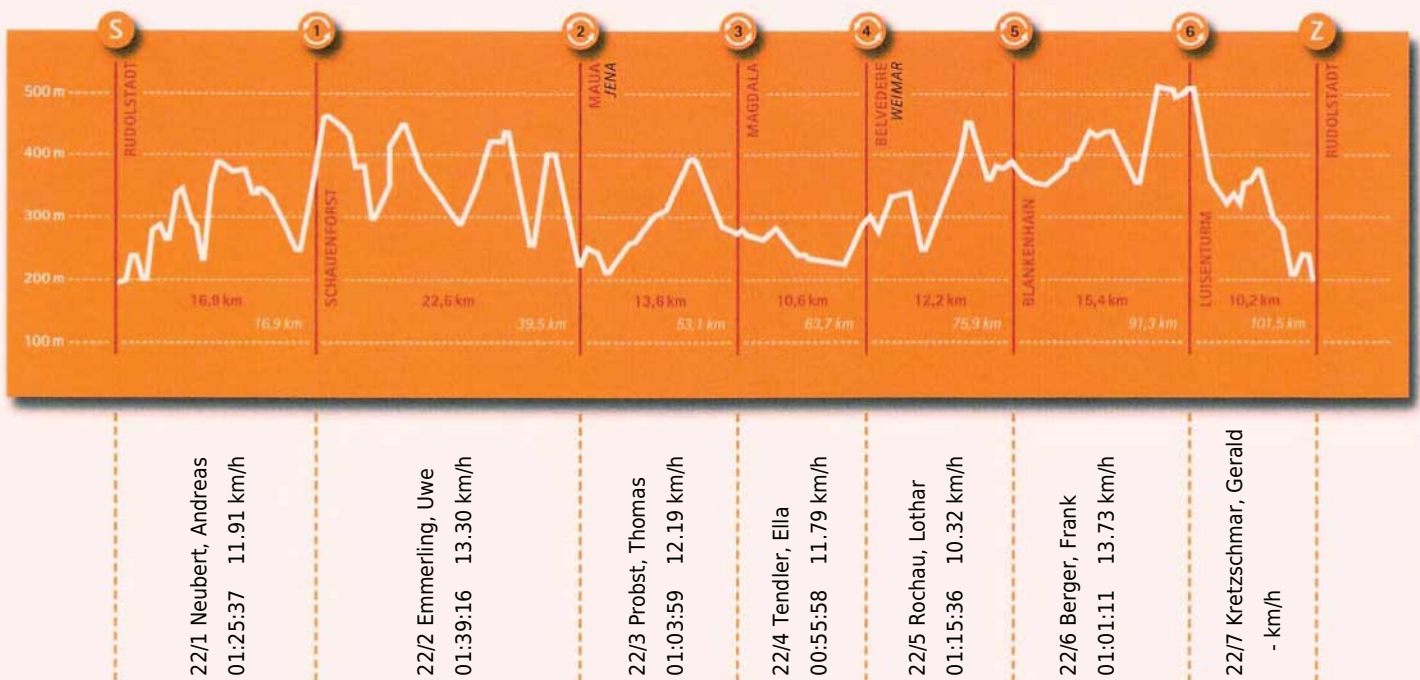 S
1
2
3
4
5
6
Z
500 m
400 m
300 m
200 m
100 m
RUDOLSTADT
SCHAUENFORST
MAUA
JENA
MAGDALA
BELVEDERE
WEIMAR
BLANKENHAIN
LUISENTURM
RUDOLSTADT
16,9 km
22,6 km
13,6 km
10,6 km
12,2 km
15,4 km
10,2 km
16,9 km
39,5 km
53,1 km
63,7 km
75,9 km
91,3 km
101,5 km
22/1 Neubert, Andreas
01:25:37 11.91 km/h
22/2 Emmerling, Uwe
01:39:16 13.30 km/h
22/3 Probst, Thomas
01:03:59 12.19 km/h
22/4 Tendler, Ella
00:55:58 11.79 km/h
22/5 Rochau, Lothar
01:15:36 10.32 km/h
22/6 Berger, Frank
01:01:11 13.73 km/h
22/7 Kretzschmar, Gerald
- km/h